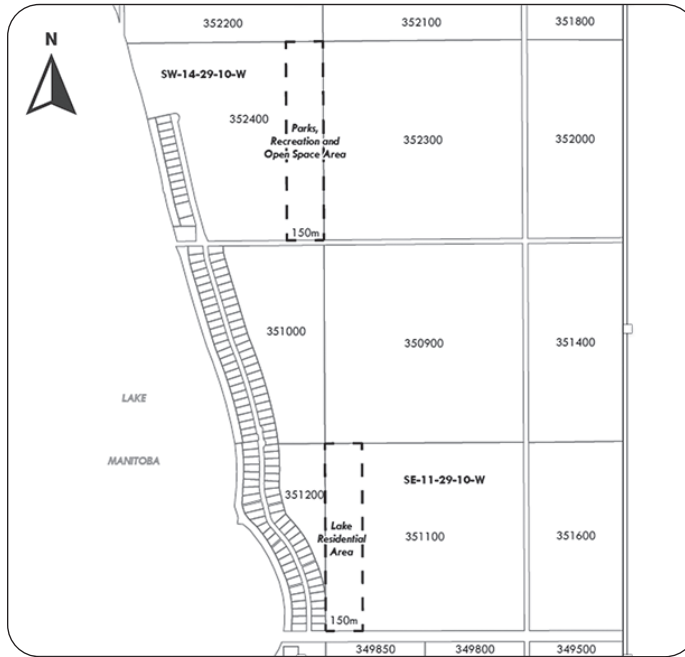 352200
352100
351800
N
SW-14-29-10-W
352400
Parks,
Recreation and
Open Space Area
352300
352000
150m
351000
350900
351400
LAKE
MANITOBA
SE-11-29-10-W
351200
Lake
Residential
Area
351100
351600
150m
349850
349800
349500